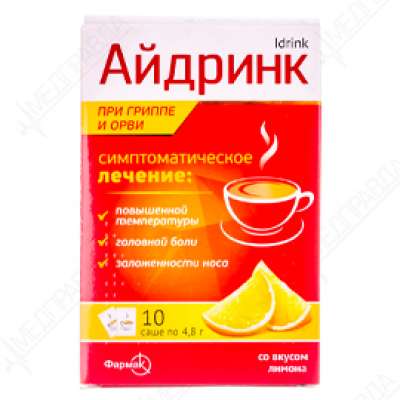 Idrink
Айдринк
ПРИ ГРИППЕ
И ОРВИ
симптоматическое
лечение:
повышенной
температуры
головной боли
заложенности носа
10
саше по 4,8 г
Фармак
со вкусом
лимона